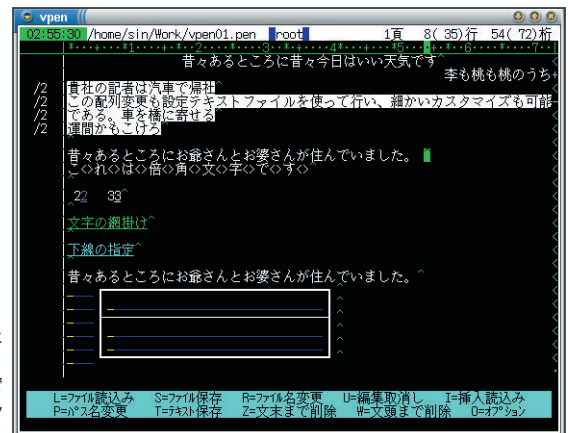 vpen
02:55:30 /home/sin/Work/vpen01.pen root 1頁 8( 35)行 54( 72)桁
*····+····*1····+····*····2····+····*····3····+····4*····+····*5····+··*····6····*····7··
昔々あるところに昔々今日はいい天気です^
李も桃も桃のうち+
/2 貴社の記者は汽車で帰社
/2 この配列変更も設定テキストファイルを使って行い、細かいカスタマイズも可能
/2 である。車を橋に寄せる
/2 運間かもこけろ
昔々あるところにお爺さんとお婆さんが住んでいました。
こ<>れ<>は<>倍<>角<>文<>字<>で<>す<>
22 33^
文字の網掛け^
下線の指定^
昔々あるところにお爺さんとお婆さんが住んでいました。^
L=ﾌｧｲﾙ読込み S=ﾌｧｲﾙ保存 R=ﾌｧｲﾙ名変更 U=編集取消し I=挿入読込み
P=ﾊﾟｽ名変更 T=ﾃｷｽﾄ保存 Z=文末まで削除 W=文頭まで削除 O=ｵﾌﾟｼｮﾝ